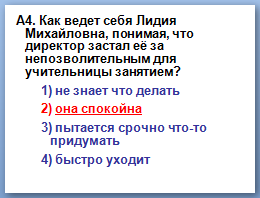 А4. Как ведет себя Лидия
Михайловна, понимая, что
директор застал её за
непозволительным для
учительницы занятием?
1) не знает что делать
2) она спокойна
3) пытается срочно что-то
придумать
4) быстро уходит